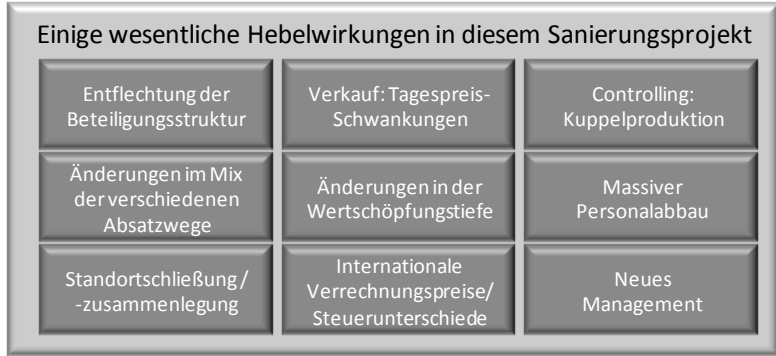 Einige wesentliche Hebelwirkungen in diesem Sanierungsprojekt
Entflechtung der
Beteiligungsstruktur
Verkauf: Tagespreis-
Schwankungen
Controlling:
Kuppelproduktion
Änderungen im Mix
der verschiedenen
Absatzwege
Änderungen in der
Wertschöpfungstiefe
Massiver
Personalabbau
Standortschließung /
-zusammenlegung
Internationale
Verrechnungspreise/
Steuerunterschiede
Neues
Management